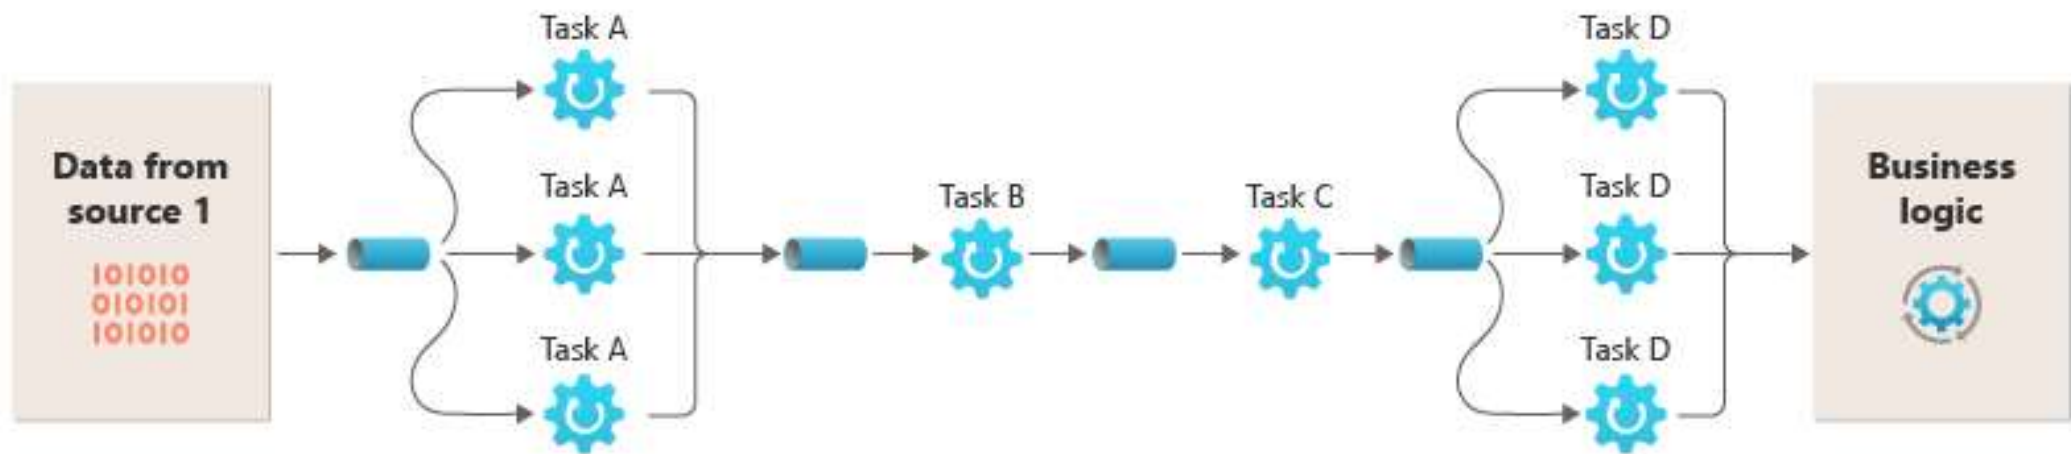 Data from
source 1
101010
010101
101010
Task A
Task A
Task A
Task B
Task C
Task D
Task D
Task D
Business
logic